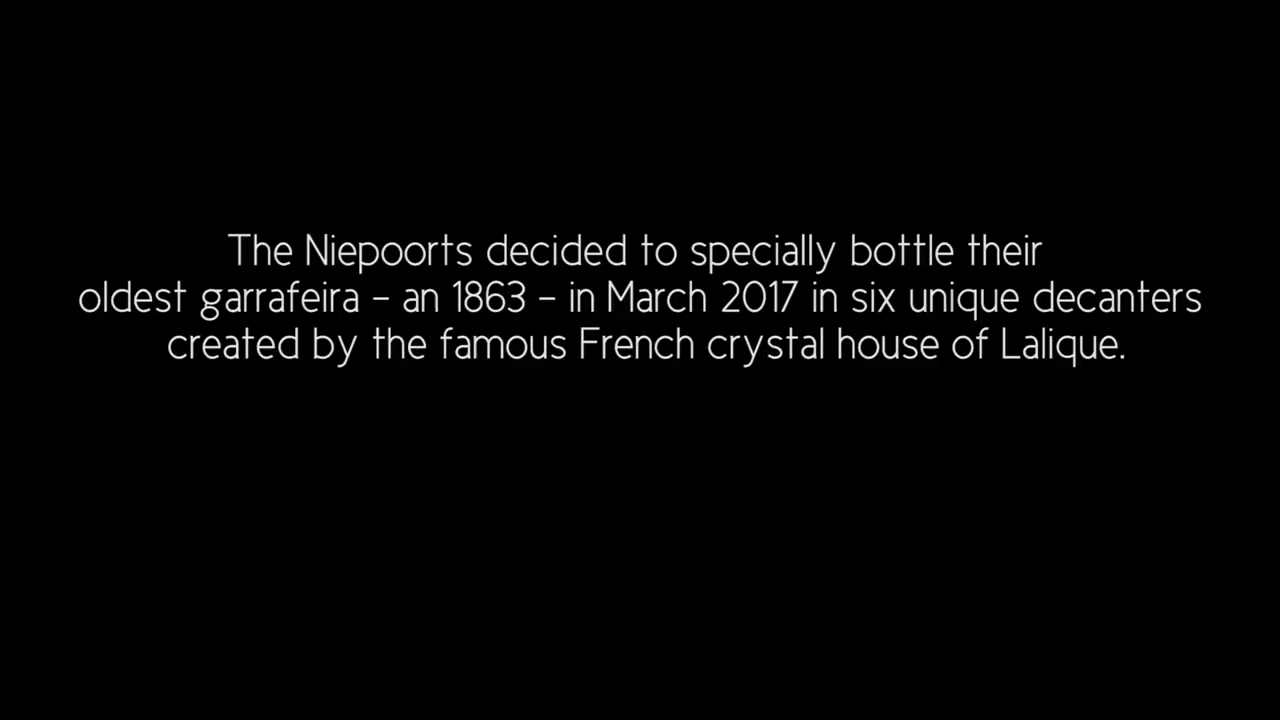 The Niepoorts decided to specially bottle their
oldest garrafeira - an 1863 - in March 2017 in six unique decanters
created by the famous French crystal house of Lalique.